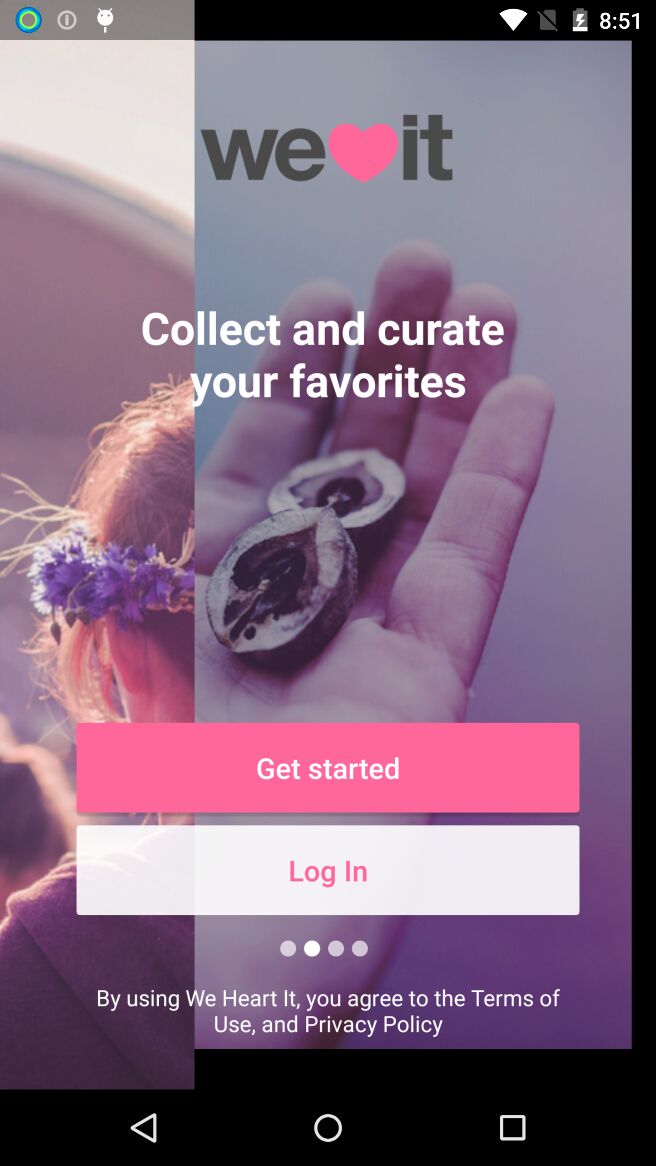 8:51
we it
Collect and curate
your favorites
Get started
Log In
By using We Heart It, you agree to the Terms of
Use, and Privacy Policy